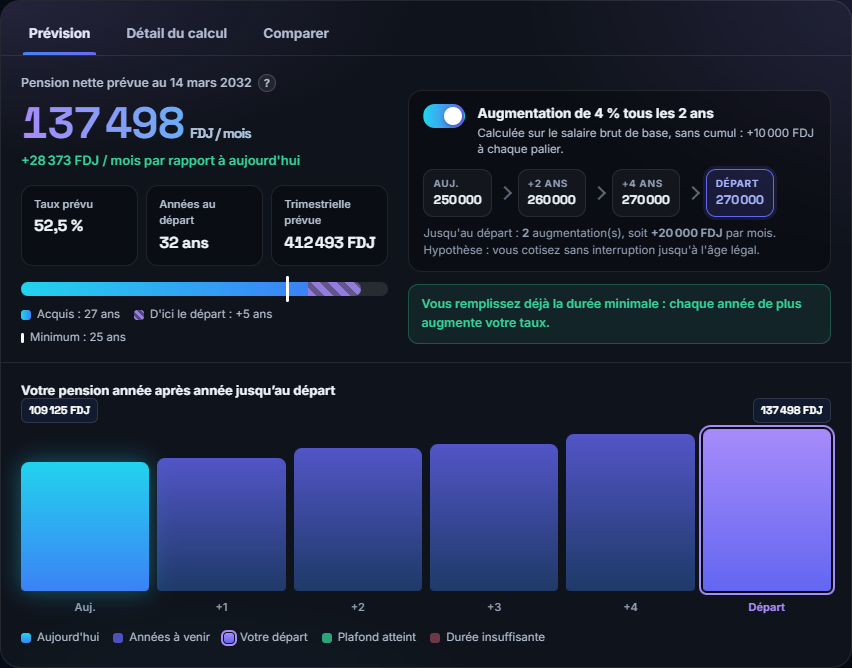 Prévision
Détail du calcul
Comparer
Pension nette prévue au 14 mars 2032 ?
137 498 FDJ / mois
+28 373 FDJ / mois par rapport à aujourd'hui
Taux prévu
52,5 %
Années au
départ
32 ans
Trimestrielle
prévue
412 493 FDJ
Acquis : 27 ans
D'ici le départ : +5 ans
Minimum : 25 ans
Augmentation de 4 % tous les 2 ans
Calculée sur le salaire brut de base, sans cumul : +10 000 FDJ
à chaque palier.
AUJ.
250 000
+2 ANS
260 000
+4 ANS
270 000
DÉPART
270 000
Jusqu'au départ : 2 augmentation(s), soit +20 000 FDJ par mois.
Hypothèse : vous cotisez sans interruption jusqu'à l'âge légal.
Vous remplissez déjà la durée minimale : chaque année de plus
augmente votre taux.
Votre pension année après année jusqu’au départ
109 125 FDJ
137 498 FDJ
Auj.
+1
+2
+3
+4
Départ
Aujourd'hui
Années à venir
Votre départ
Plafond atteint
Durée insuffisante